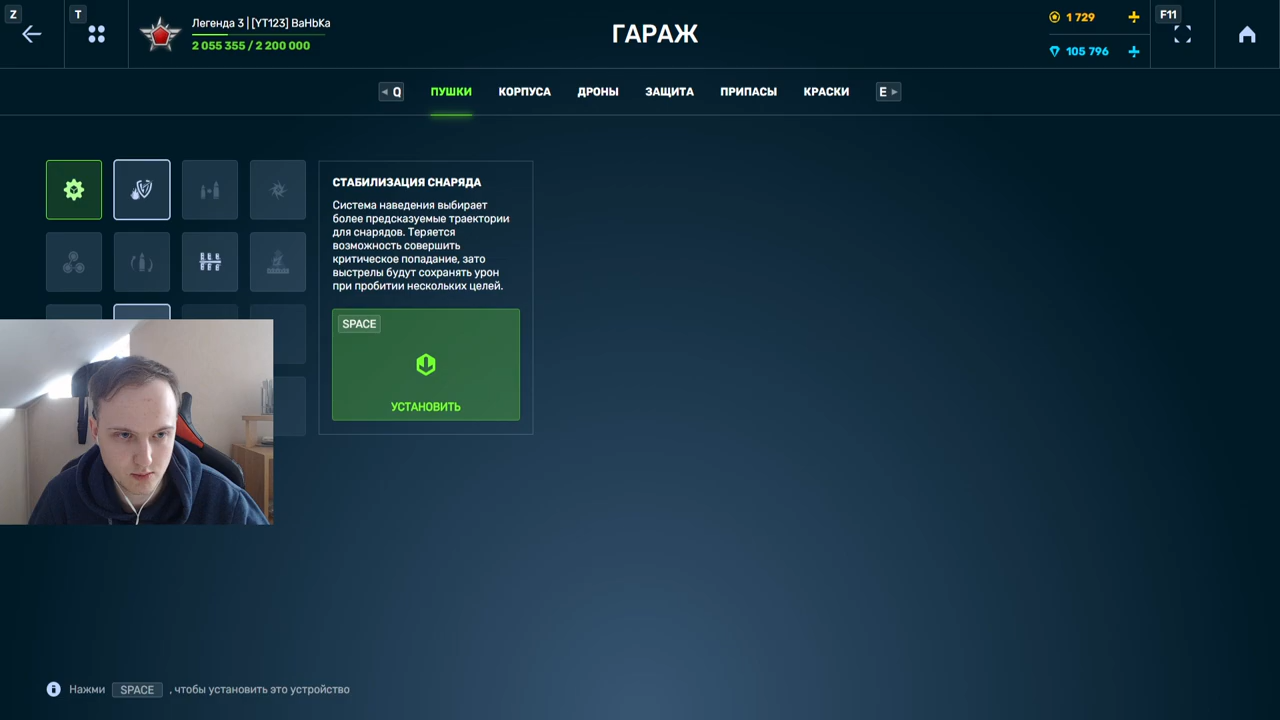 Z
T
Легенда 3 | [YT123] BaHbKa
2 055 355 / 2 200 000
ГАРАЖ
1 729
105 796
F11
Q
ПУШКИ
КОРПУСА
ДРОНЫ
ЗАЩИТА
ПРИПАСЫ
КРАСКИ
E
СТАБИЛИЗАЦИЯ СНАРЯДА
Система наведения выбирает
более предсказуемые траектории
для снарядов. Теряется
возможность совершить
критическое попадание, зато
выстрелы будут сохранять урон
при пробитии нескольких целей.
SPACE
УСТАНОВИТЬ
Нажми SPACE , чтобы установить это устройство